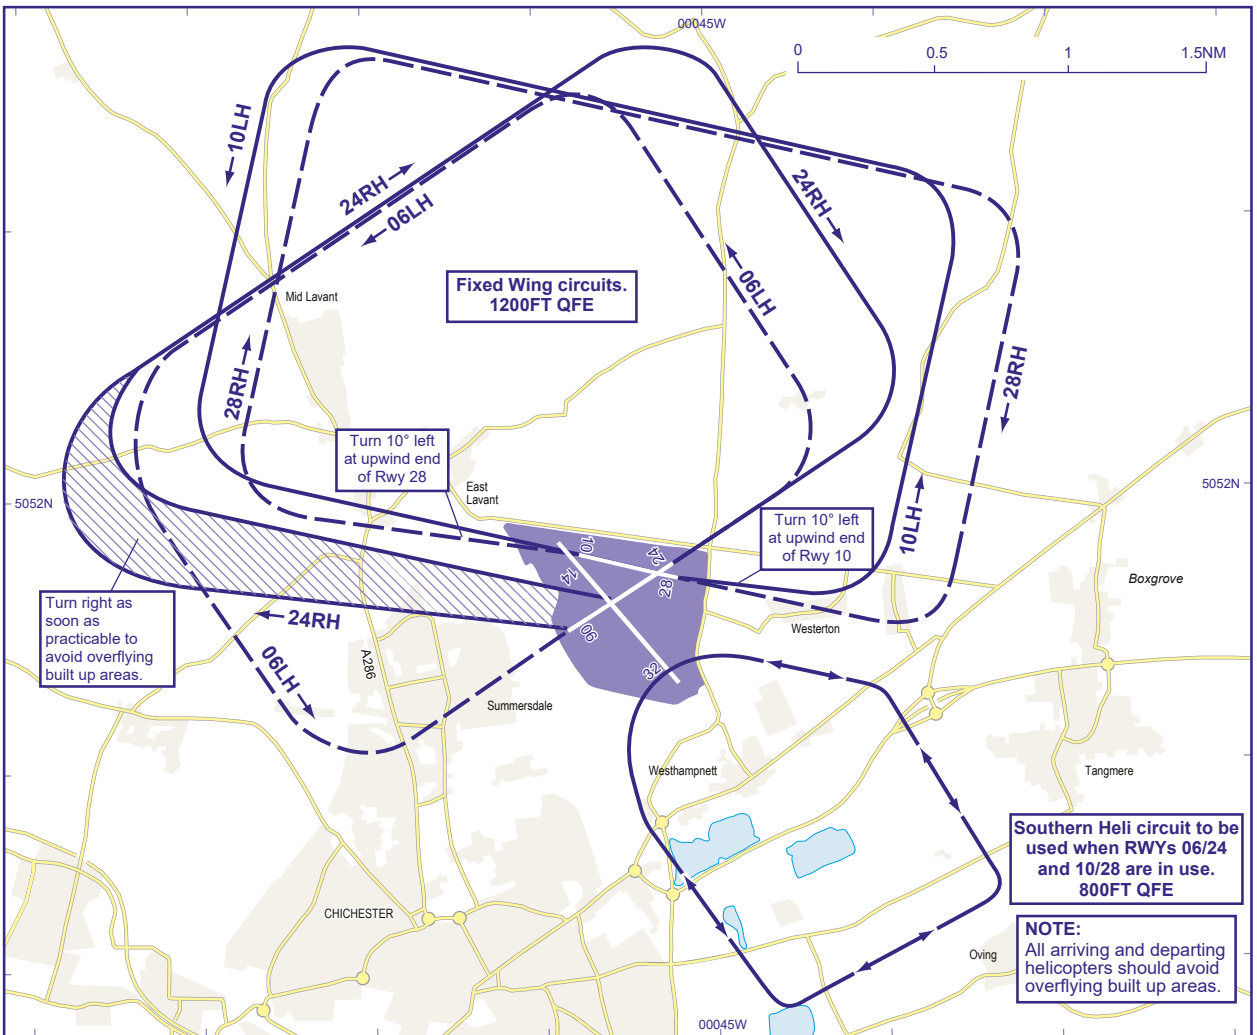 00045W
0 0.5 1 1.5NM
10LH
24RH
06LH
24RH
06LH
Fixed Wing circuits.
1200FT QFE
Mid Lavant
28RH
28RH
Turn 10° left
at upwind end
of Rwy 28
East
Lavant
5052N
5052N
Turn 10° left
at upwind end
of Rwy 10
10LH
10
24
14
28
06
32
Boxgrove
Turn right as
soon as
practicable to
avoid overflying
built up areas.
24RH
Westerton
06LH
A286
Summersdale
Westhampnett
Tangmere
Southern Heli circuit to be
used when RWYs 06/24
and 10/28 are in use.
800FT QFE
CHICHESTER
NOTE:
All arriving and departing
helicopters should avoid
overflying built up areas.
Oving
00045W